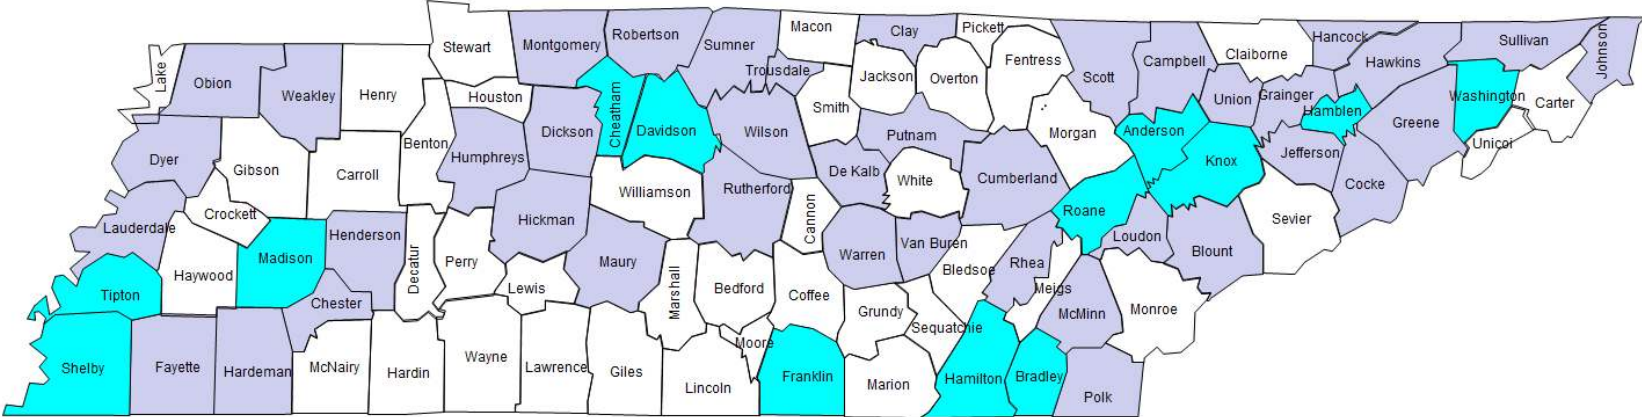 Lake
Obion
Weakley
Henry
Stewart
Montgomery
Robertson
Sumner
Macon
Trousdale
Clay
Pickett
Fentress
Scott
Campbell
Claiborne
Hancock
Hawkins
Sullivan
Johnson
Houston
Dickson
Cheatham
Davidson
Wilson
Smith
Jackson
Overton
Putnam
Morgan
Anderson
Union
Grainger
Hamblen
Greene
Washington
Carter
Unicoi
Dyer
Gibson
Carroll
Benton
Humphreys
Williamson
Rutherford
Cannon
De Kalb
White
Cumberland
Roane
Knox
Jefferson
Cocke
Sevier
Lauderdale
Crockett
Haywood
Madison
Henderson
Decatur
Perry
Hickman
Maury
Marshall
Bedford
Coffee
Warren
Van Buren
Bledsoe
Rhea
Meigs
Loudon
Blount
Monroe
McMinn
Tipton
Chester
Lewis
Moore
Grundy
Sequatchie
Shelby
Fayette
Hardeman
McNairy
Hardin
Wayne
Lawrence
Giles
Lincoln
Franklin
Marion
Hamilton
Bradley
Polk